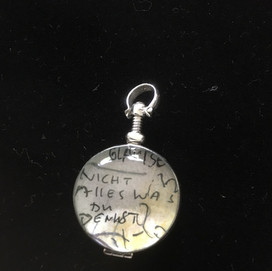 NICHT
ALLES WAS
DU
DENKST